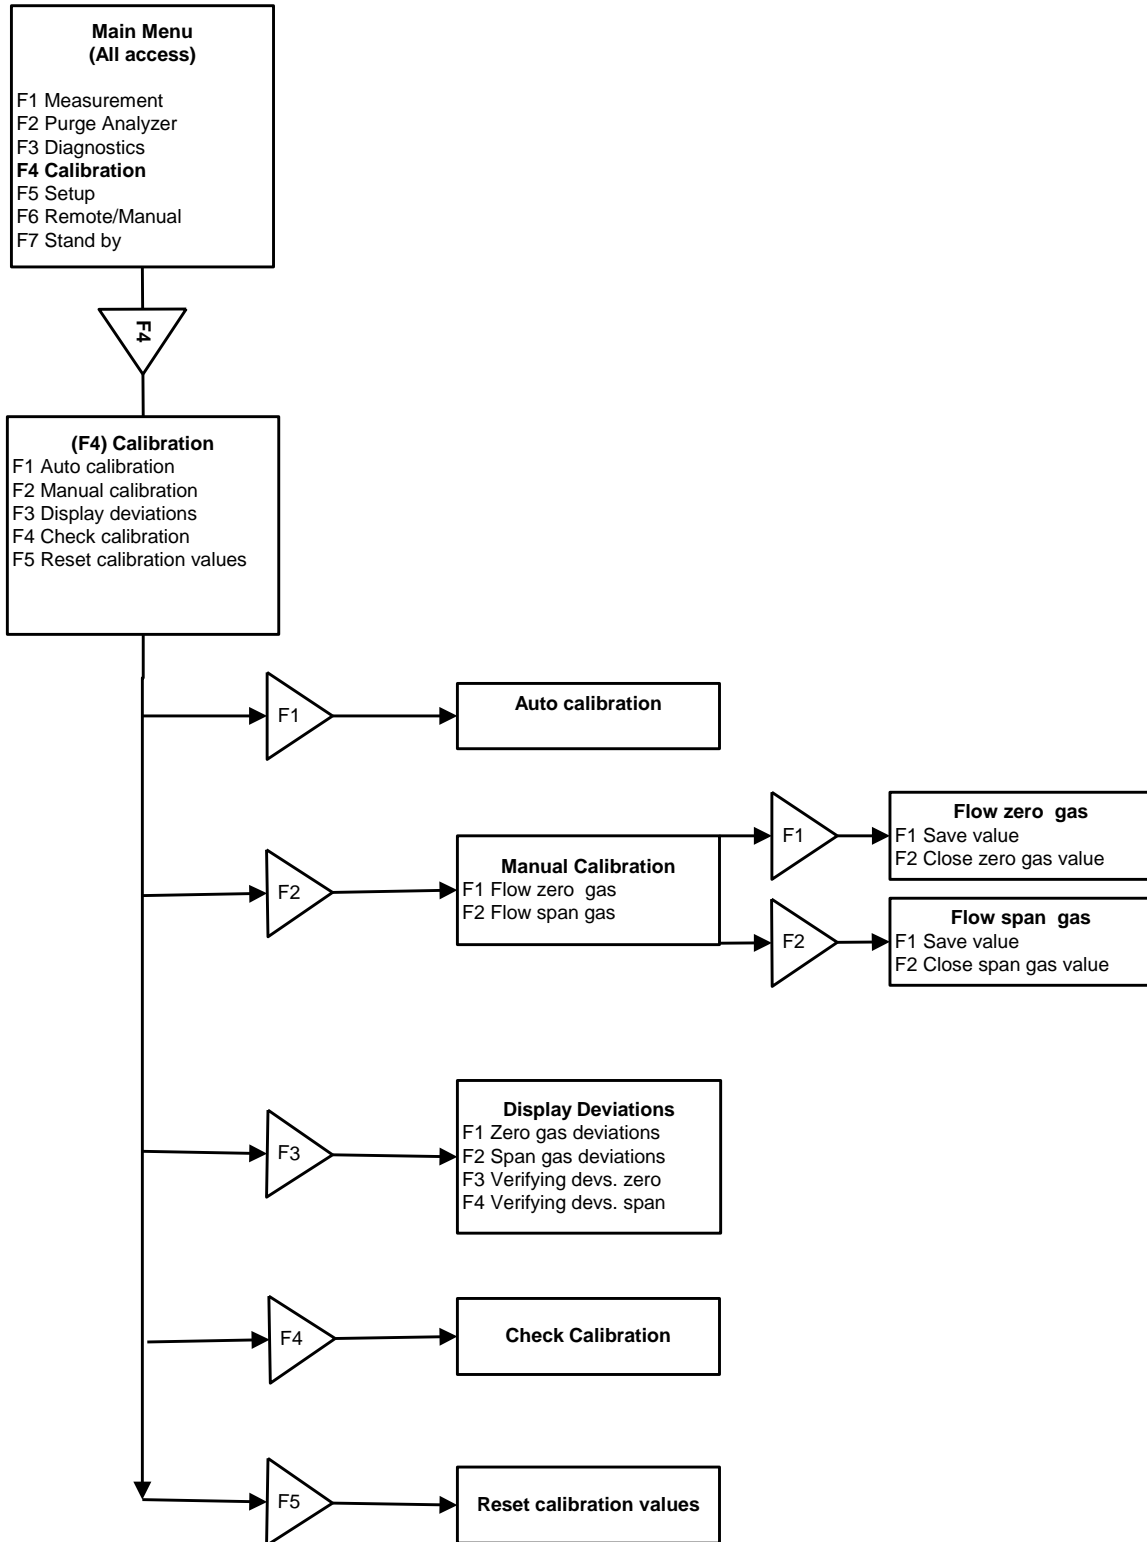 Main Menu
(All access)
F1 Measurement
F2 Purge Analyzer
F3 Diagnostics
F4 Calibration
F5 Setup
F6 Remote/Manual
F7 Stand by
F4
(F4) Calibration
F1 Auto calibration
F2 Manual calibration
F3 Display deviations
F4 Check calibration
F5 Reset calibration values
F1
Auto calibration
F2
Manual Calibration
F1 Flow zero gas
F2 Flow span gas
F1
Flow zero gas
F1 Save value
F2 Close zero gas value
F2
Flow span gas
F1 Save value
F2 Close span gas value
F3
Display Deviations
F1 Zero gas deviations
F2 Span gas deviations
F3 Verifying devs. zero
F4 Verifying devs. span
F4
Check Calibration
F5
Reset calibration values